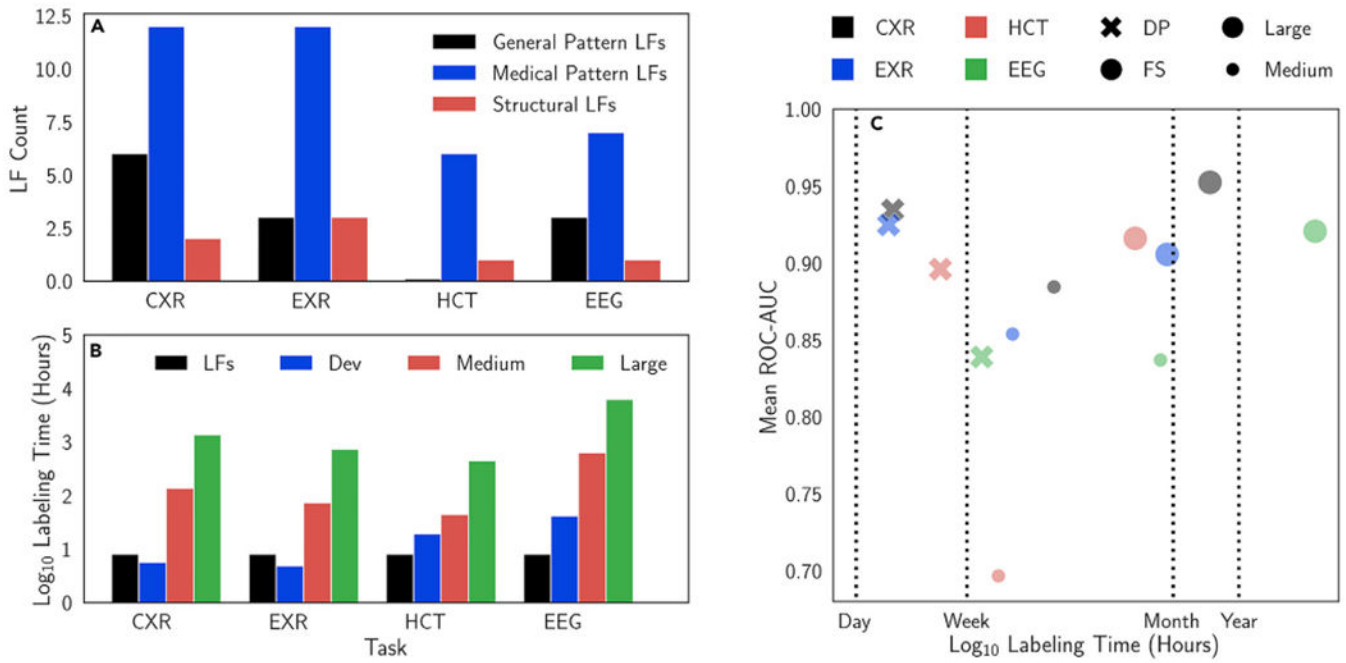 A
12.5
10.0
7.5
5.0
2.5
0.0
LF Count
General Pattern LFs
Medical Pattern LFs
Structural LFs
CXR EXR HCT EEG
B
5
4
3
2
1
0
Log10 Labeling Time (Hours)
LFs Dev Medium Large
CXR EXR HCT EEG
Task
CXR HCT DP Large
EXR EEG FS Medium
C
1.00
0.95
0.90
0.85
0.80
0.75
0.70
Mean ROC-AUC
Day Week Month Year
Log10 Labeling Time (Hours)